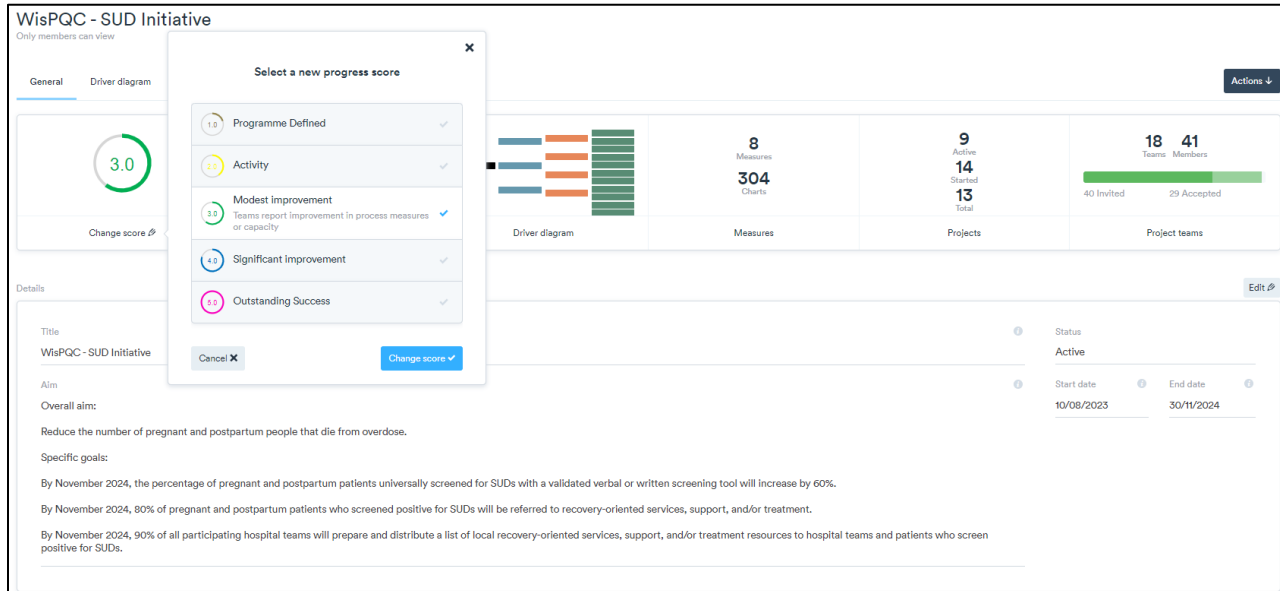 WisPQC - SUD Initiative
Only members can view
General
Driver diagram
Actions ↓
3.0
Change score
Select a new progress score
1.0 Programme Defined
Activity
3.0 Modest improvement
Teams report improvement in process measures
or capacity
4.0 Significant improvement
5.0 Outstanding Success
Cancel ✖
Change score ✔
Driver diagram
8
Measures
304
Charts
Measures
9
Active
14
Started
13
Total
Projects
18 41
Teams Members
40 Invited 29 Accepted
Project teams
Details
Edit
Title
WisPQC - SUD Initiative
Status
Active
Aim
Start date
End date
10/08/2023
30/11/2024
Overall aim:
Reduce the number of pregnant and postpartum people that die from overdose.
Specific goals:
By November 2024, the percentage of pregnant and postpartum patients universally screened for SUDs with a validated verbal or written screening tool will increase by 60%.
By November 2024, 80% of pregnant and postpartum patients who screened positive for SUDs will be referred to recovery-oriented services, support, and/or treatment.
By November 2024, 90% of all participating hospital teams will prepare and distribute a list of local recovery-oriented services, support, and/or treatment resources to hospital teams and patients who screen
positive for SUDs.